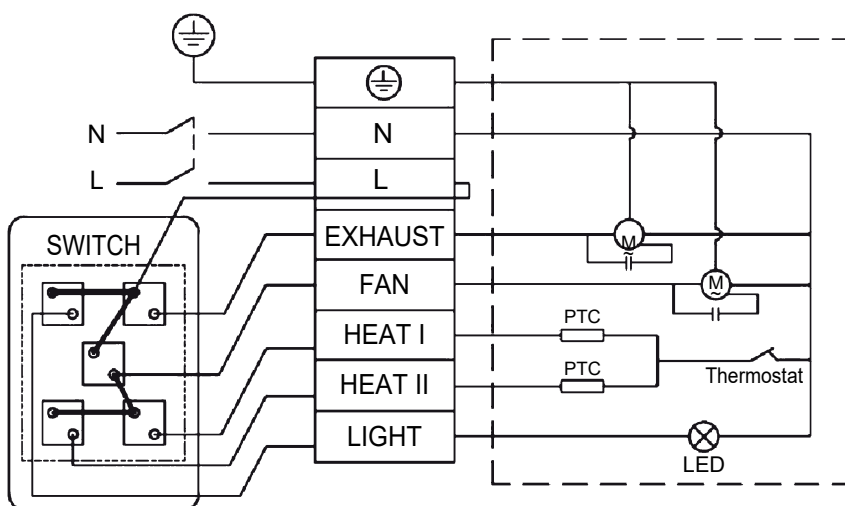 N
L
SWITCH
N
L
EXHAUST
FAN
HEAT I
HEAT II
LIGHT
M
~
M
~
PTC
PTC
Thermostat
LED